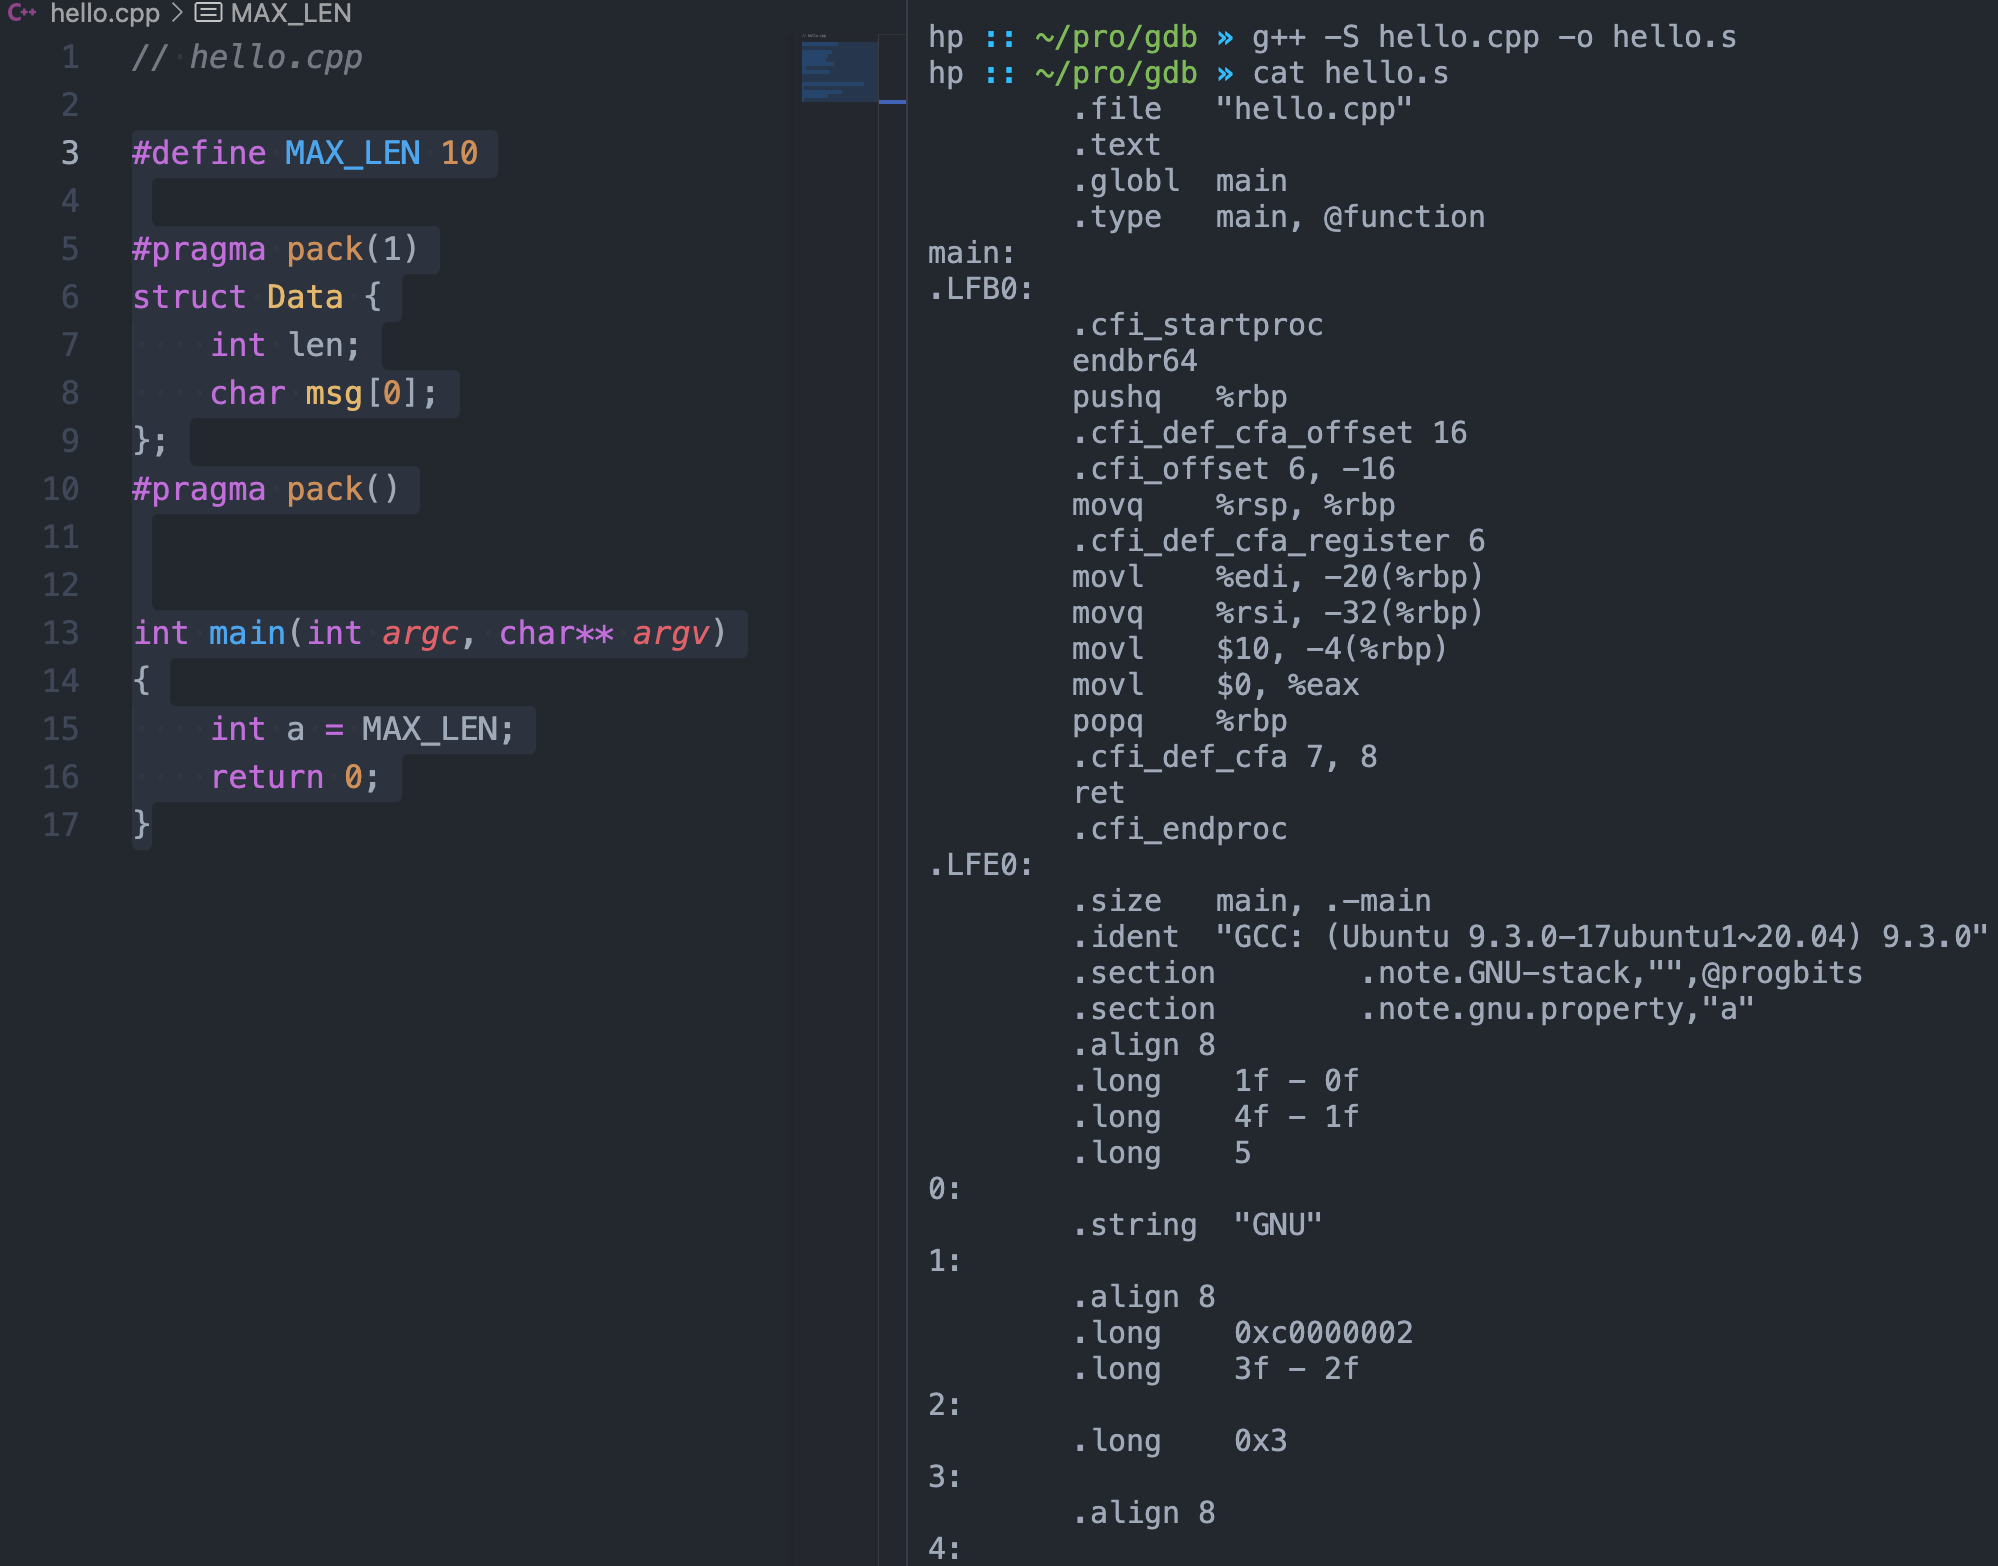 C++ hello.cpp > MAX_LEN
1 // hello.cpp
2
3 #define MAX_LEN 10
4
5 #pragma pack(1)
6 struct Data {
7     int len;
8     char msg[0];
9 };
10 #pragma pack()
11
12
13 int main(int argc, char** argv)
14 {
15     int a = MAX_LEN;
16     return 0;
17 }
hp :: ~/pro/gdb » g++ -S hello.cpp -o hello.s
hp :: ~/pro/gdb » cat hello.s
        .file   "hello.cpp"
        .text
        .globl  main
        .type   main, @function
main:
.LFB0:
        .cfi_startproc
        endbr64
        pushq   %rbp
        .cfi_def_cfa_offset 16
        .cfi_offset 6, -16
        movq    %rsp, %rbp
        .cfi_def_cfa_register 6
        movl    %edi, -20(%rbp)
        movq    %rsi, -32(%rbp)
        movl    $10, -4(%rbp)
        movl    $0, %eax
        popq    %rbp
        .cfi_def_cfa 7, 8
        ret
        .cfi_endproc
.LFE0:
        .size   main, .-main
        .ident  "GCC: (Ubuntu 9.3.0-17ubuntu1~20.04) 9.3.0"
        .section        .note.GNU-stack,"",@progbits
        .section        .note.gnu.property,"a"
        .align 8
        .long    1f - 0f
        .long    4f - 1f
        .long    5
0:
        .string  "GNU"
1:
        .align 8
        .long    0xc0000002
        .long    3f - 2f
2:
        .long    0x3
3:
        .align 8
4: